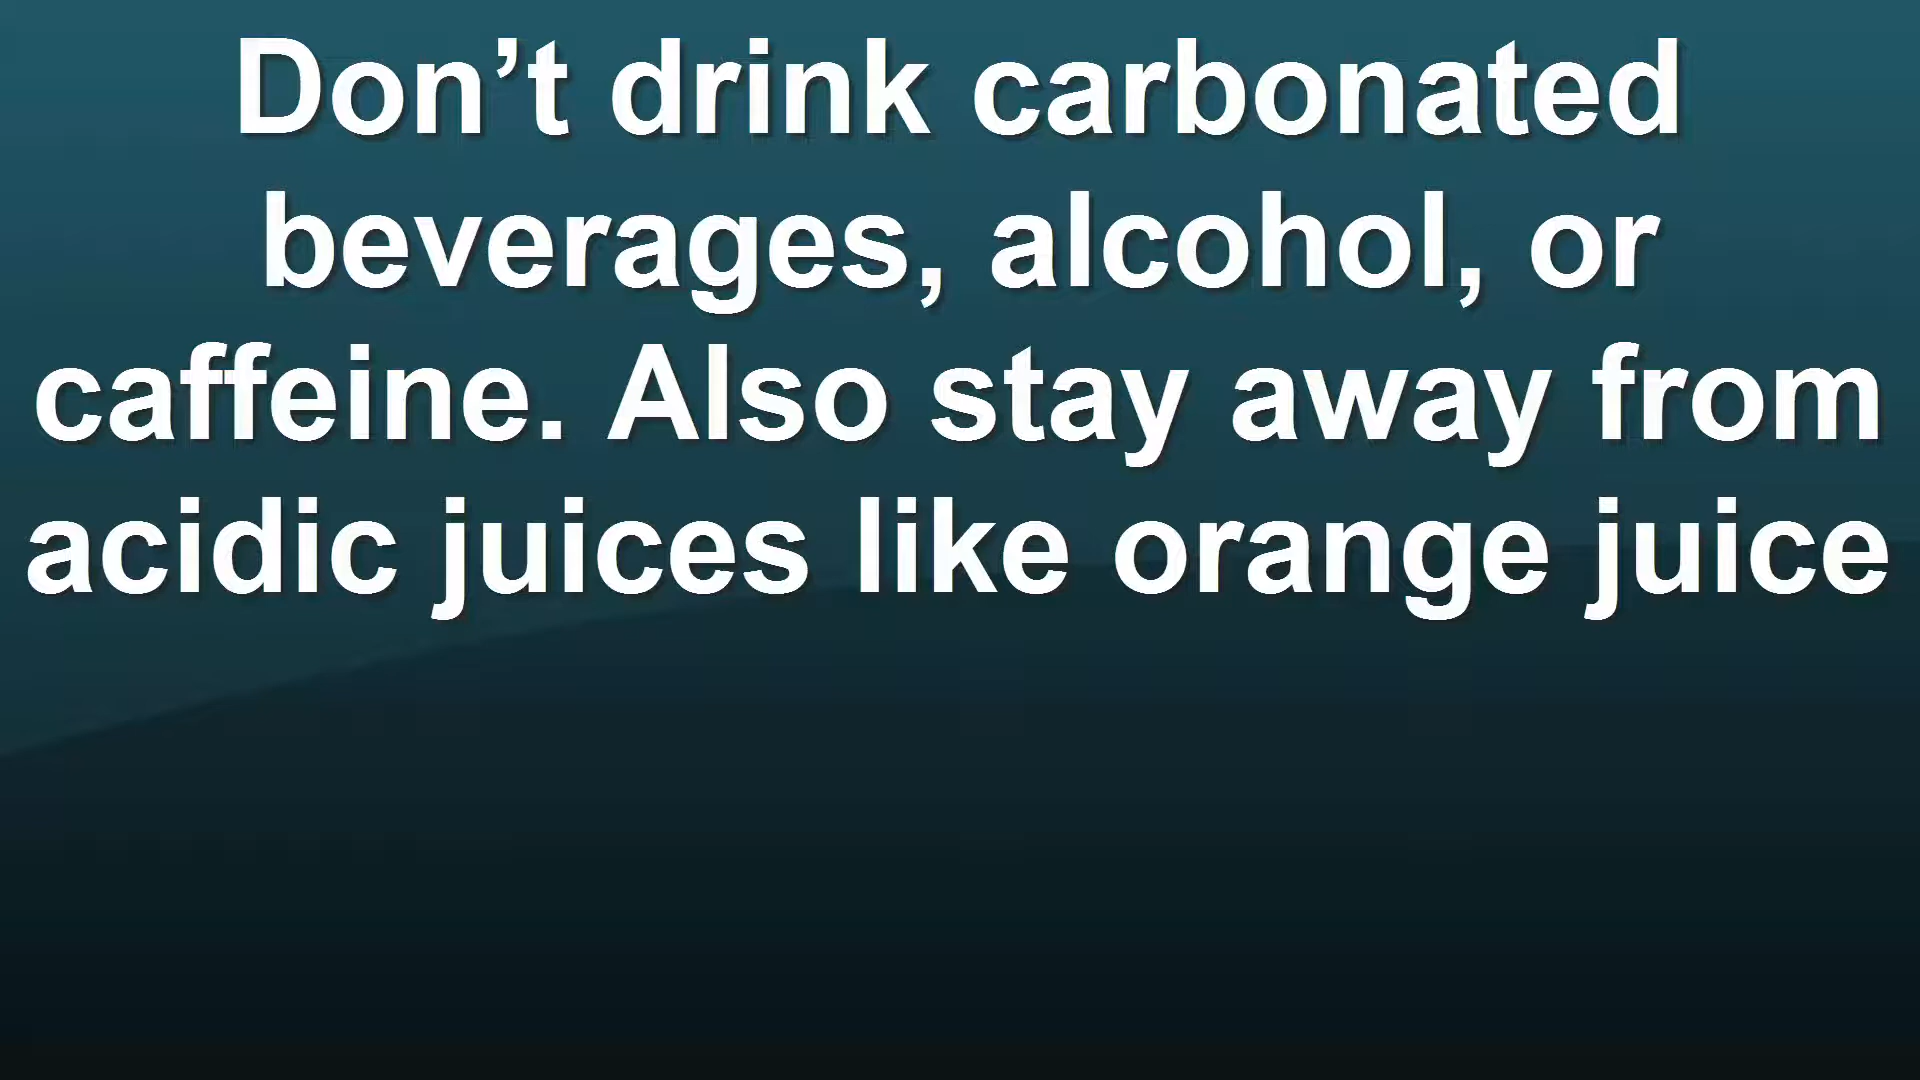 Don’t drink carbonated
beverages, alcohol, or
caffeine. Also stay away from
acidic juices like orange juice